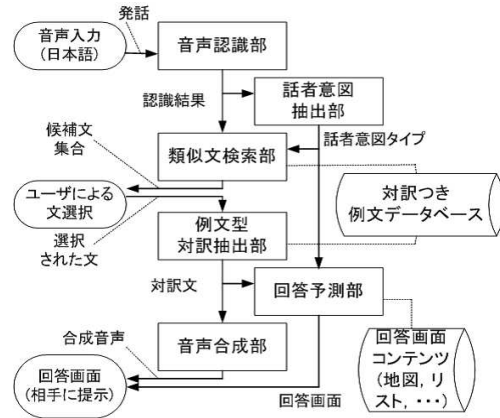 発話
音声入力
(日本語)
音声認識部
認識結果
話者意図
抽出部
候補文
集合
類似文検索部
話者意図タイプ
ユーザによる
文選択
対訳つき
例文データベース
選択
された文
例文型
対訳抽出部
対訳文
回答予測部
合成音声
音声合成部
回答画面
コンテンツ
(地図, リ
スト, ・・・)
回答画面
(相手に提示)
回答画面